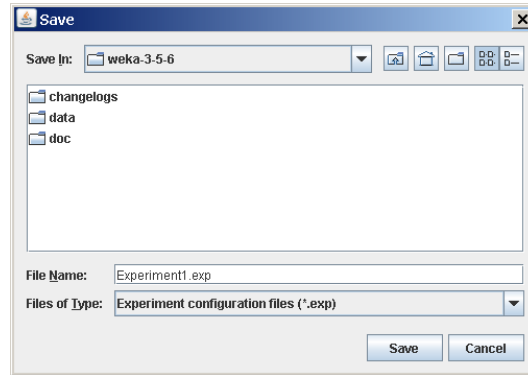 Save
Save In: weka-3-5-6
changelogs
data
doc
File Name: Experiment1.exp
Files of Type: Experiment configuration files (*.exp)
Save Cancel